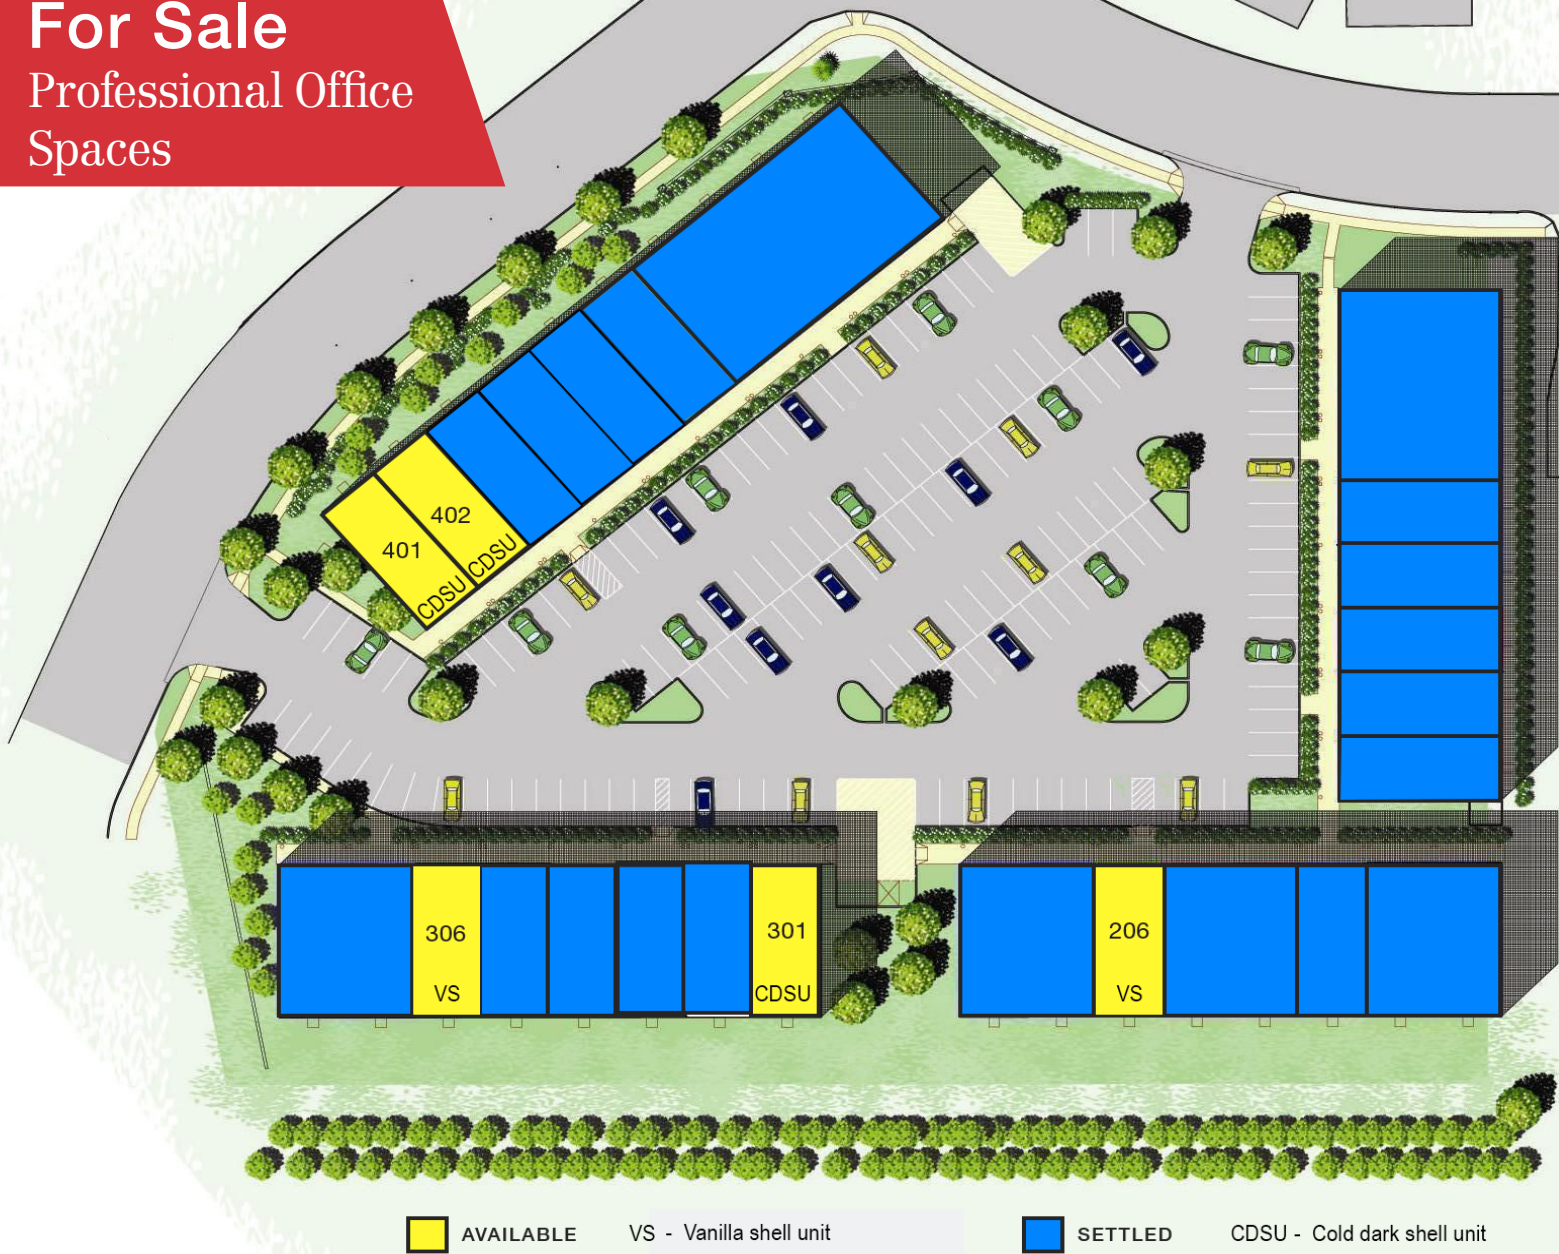 For Sale
Professional Office
Spaces
402
401
CDSU
CDSU
306
VS
301
CDSU
206
VS
AVAILABLE
VS - Vanilla shell unit
SETTLED
CDSU - Cold dark shell unit